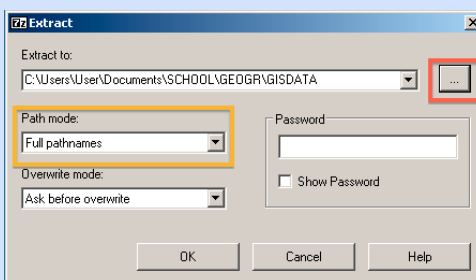 7z Extract
Extract to:
C:\Users\User\Documents\SCHOOL\GEOGR\GISDATA
...
Path mode:
Full pathnames
Password
Show Password
Overwrite mode:
Ask before overwrite
OK
Cancel
Help